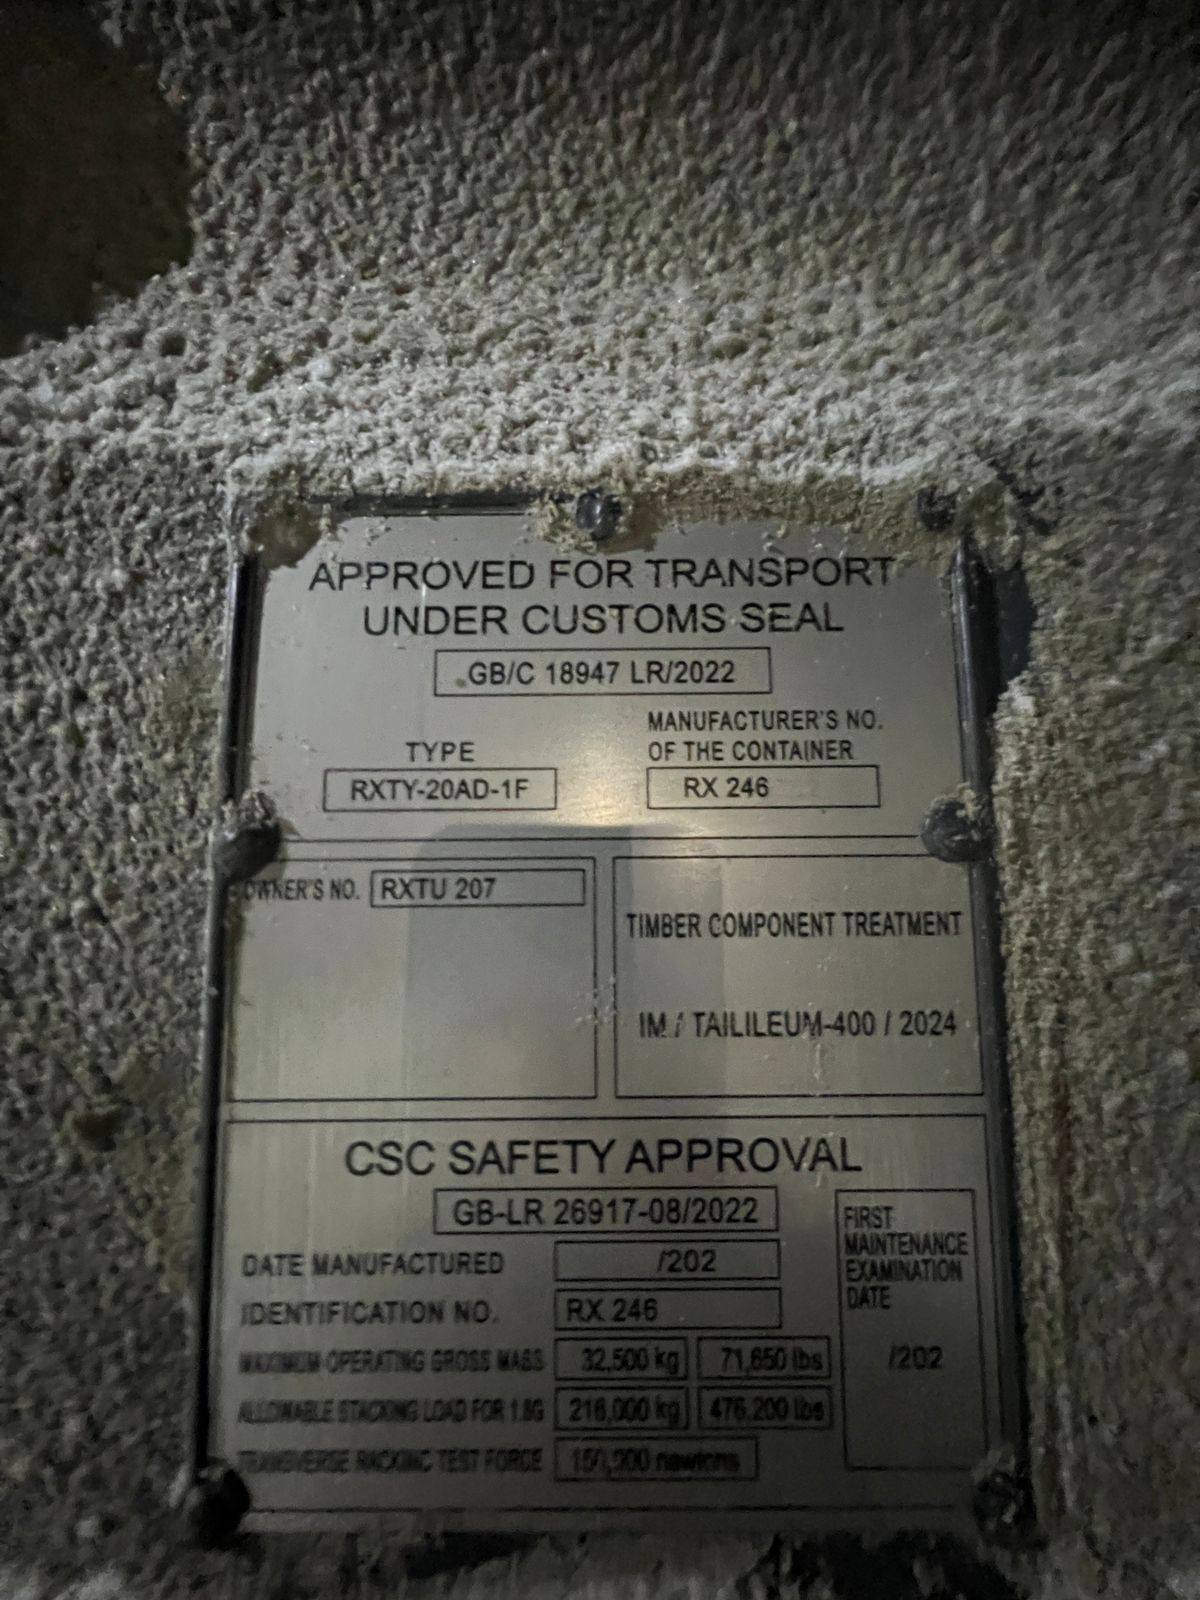 APPROVED FOR TRANSPORT
UNDER CUSTOMS SEAL
GB/C 18947 LR/2022
TYPE
RXTY-20AD-1F
MANUFACTURER'S NO.
OF THE CONTAINER
RX 246
OWNER'S NO. RXTU 207
TIMBER COMPONENT TREATMENT
IM / TAILILEUM-400 / 2024
CSC SAFETY APPROVAL
GB-LR 26917-08/2022
DATE MANUFACTURED /202
IDENTIFICATION NO. RX 246
MAXIMUM OPERATING GROSS MASS 32,500 kg 71,650 lbs
ALLOWABLE STACKING LOAD FOR 1.8G 216,000 kg 476,200 lbs
TRANSVERSE RACKING TEST FORCE newtons
FIRST
MAINTENANCE
EXAMINATION
DATE
/202